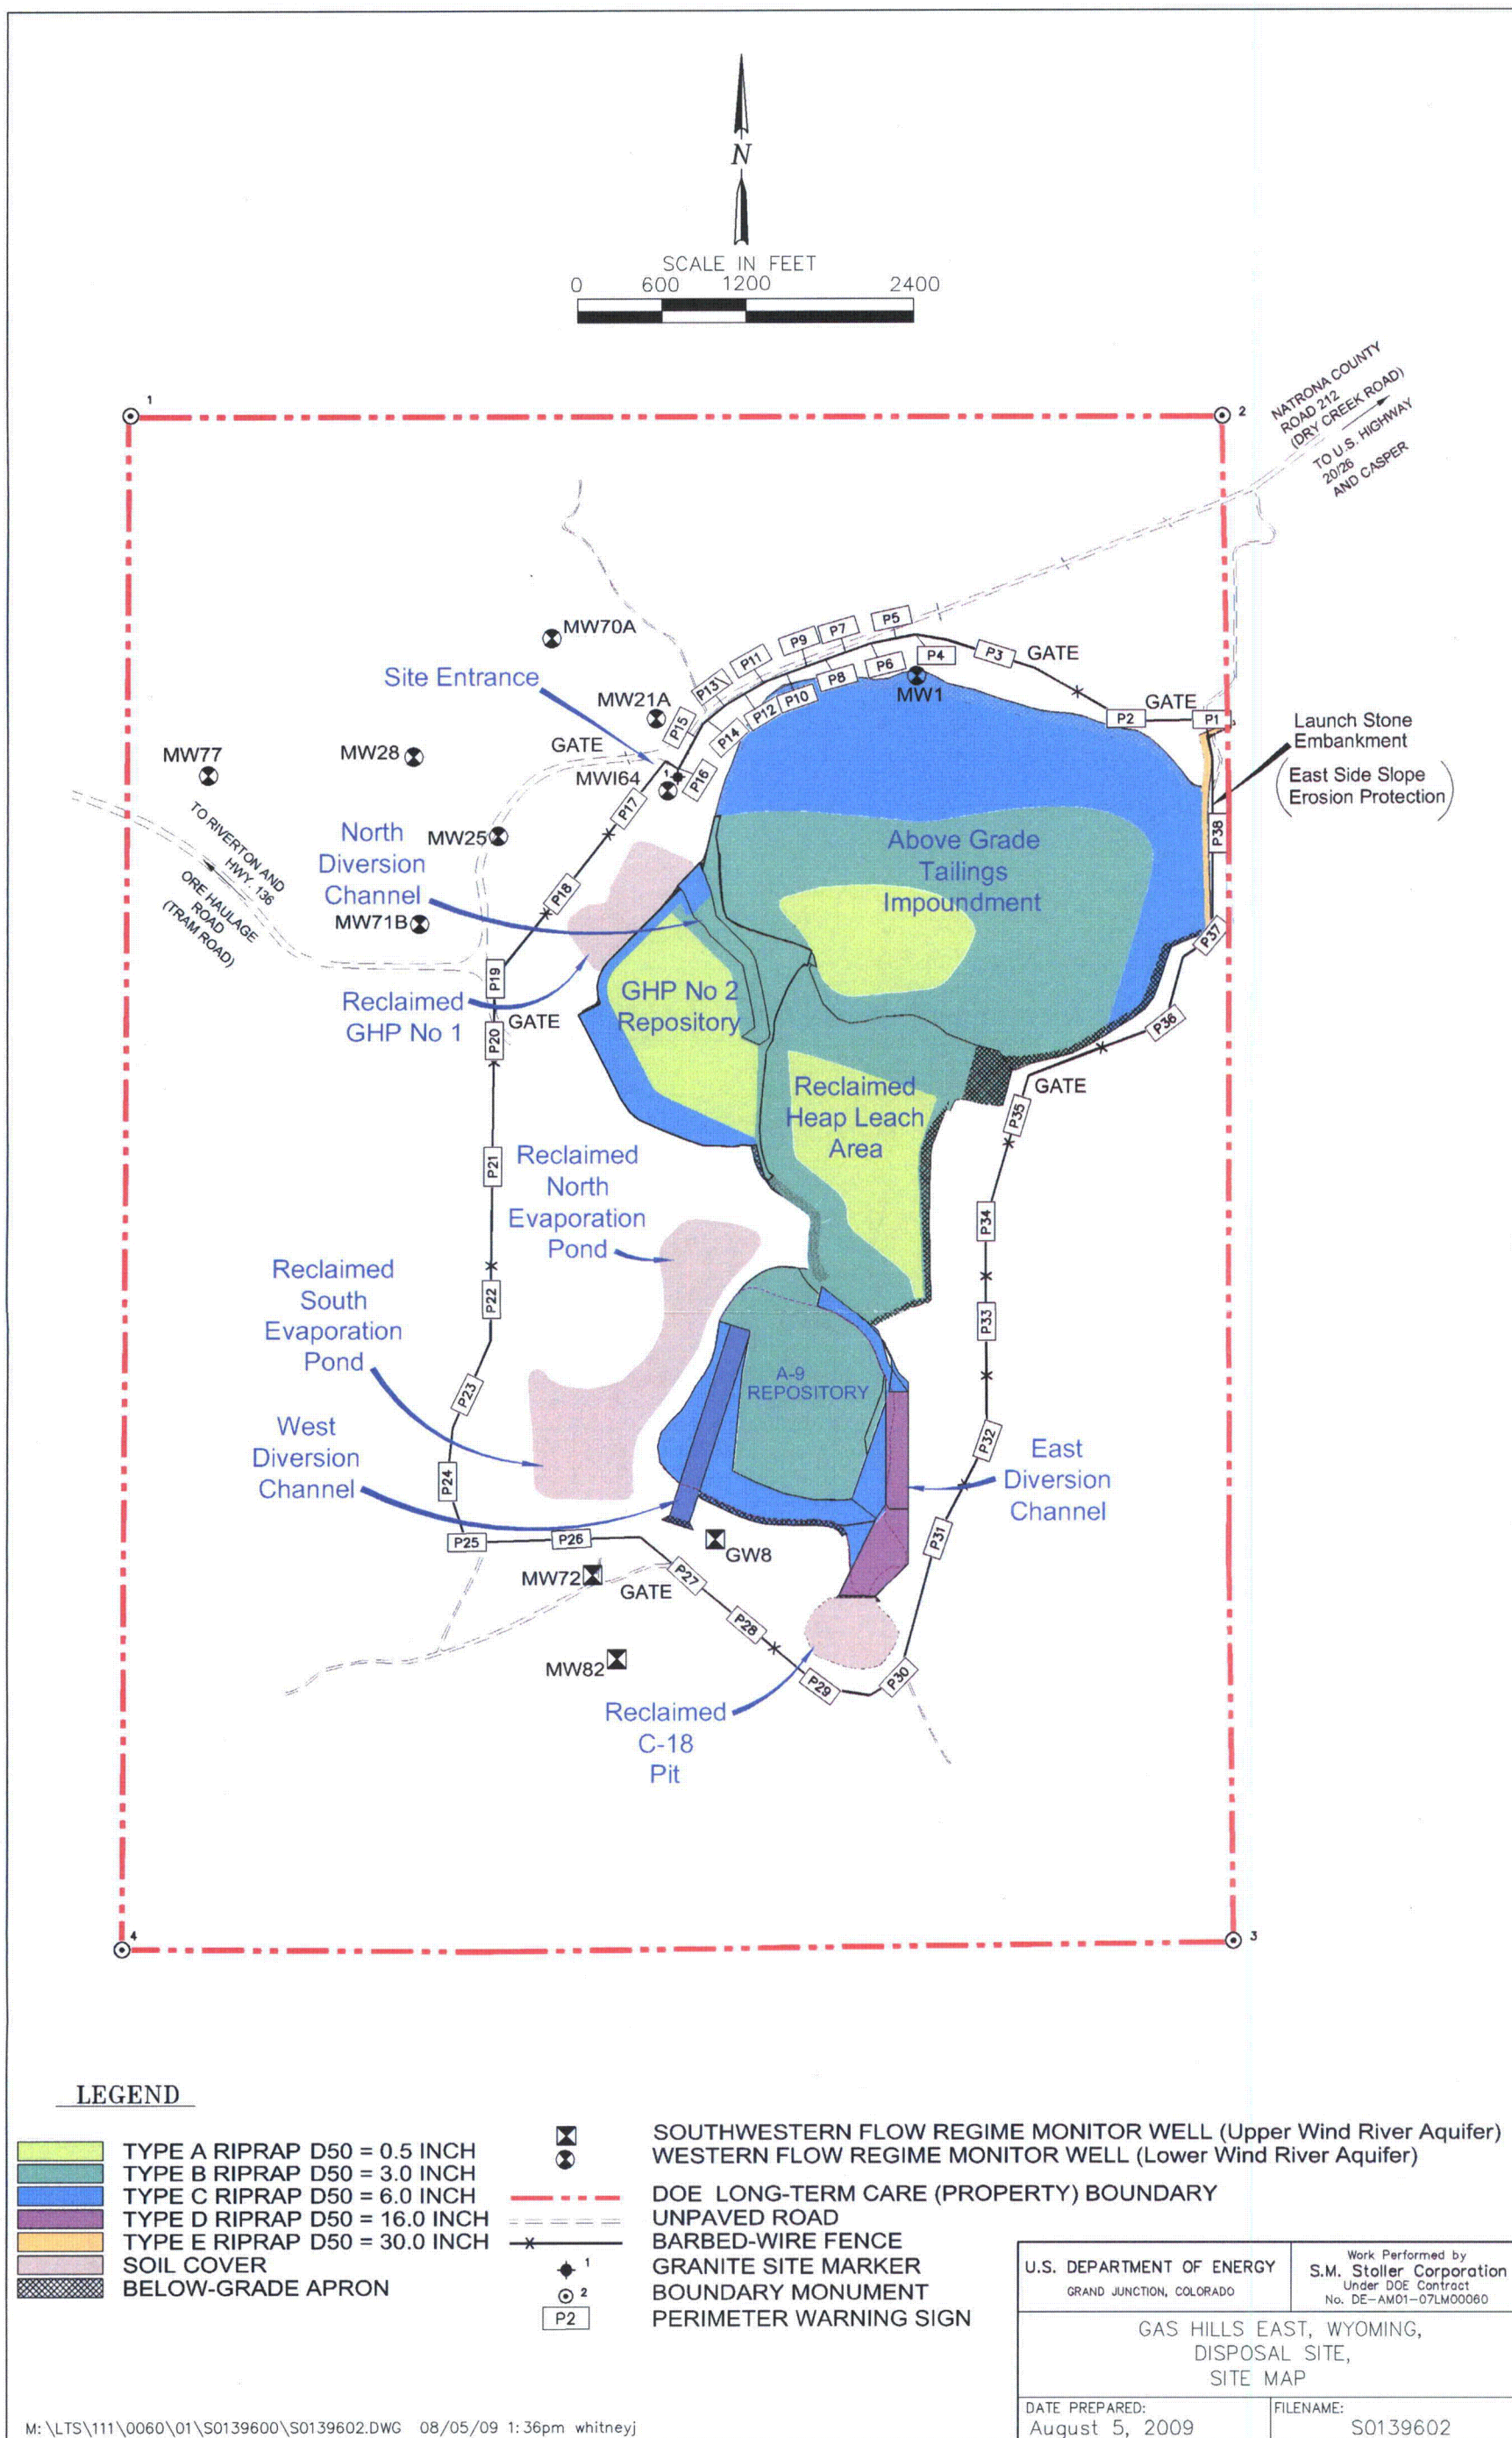 N
SCALE IN FEET
0 600 1200 2400
NATRONA COUNTY
ROAD 212
(DRY CREEK ROAD)
TO U.S. HIGHWAY
20/26
AND CASPER
1
2
MW70A
P5
P7
P9
P11
P13
P4
P3
GATE
P6
P8
P10
P12
P14
P15
P16
MW1
Site Entrance
MW21A
GATE
P2
P1
Launch Stone
Embankment
(East Side Slope
Erosion Protection)
MW77
MW28
GATE
MWI64
1
P17
TO RIVERTON AND
HWY. 136
ORE HAULAGE
ROAD
(TRAM ROAD)
MW25
North
Diversion
Channel
P18
MW71B
Above Grade
Tailings
Impoundment
P38
P37
P19
Reclaimed
GHP No 1
GATE
P20
GHP No 2
Repository
P36
Reclaimed
Heap Leach
Area
GATE
P35
P21
Reclaimed
North
Evaporation
Pond
P34
Reclaimed
South
Evaporation
Pond
P22
P33
P23
A-9
REPOSITORY
West
Diversion
Channel
P32
East
Diversion
Channel
P24
P25
P26
GW8
P31
MW72
GATE
P27
P28
MW82
P29
P30
Reclaimed
C-18
Pit
4
3
LEGEND
TYPE A RIPRAP D50 = 0.5 INCH
TYPE B RIPRAP D50 = 3.0 INCH
TYPE C RIPRAP D50 = 6.0 INCH
TYPE D RIPRAP D50 = 16.0 INCH
TYPE E RIPRAP D50 = 30.0 INCH
SOIL COVER
BELOW-GRADE APRON
SOUTHWESTERN FLOW REGIME MONITOR WELL (Upper Wind River Aquifer)
WESTERN FLOW REGIME MONITOR WELL (Lower Wind River Aquifer)
DOE LONG-TERM CARE (PROPERTY) BOUNDARY
UNPAVED ROAD
BARBED-WIRE FENCE
1 GRANITE SITE MARKER
2 BOUNDARY MONUMENT
P2 PERIMETER WARNING SIGN
U.S. DEPARTMENT OF ENERGY
GRAND JUNCTION, COLORADO
Work Performed by
S.M. Stoller Corporation
Under DOE Contract
No. DE-AM01-07LM00060
GAS HILLS EAST, WYOMING,
DISPOSAL SITE,
SITE MAP
DATE PREPARED:
August 5, 2009
FILENAME:
S0139602
M:\LTS\111\0060\01\S0139600\S0139602.DWG 08/05/09 1:36pm whitneyj